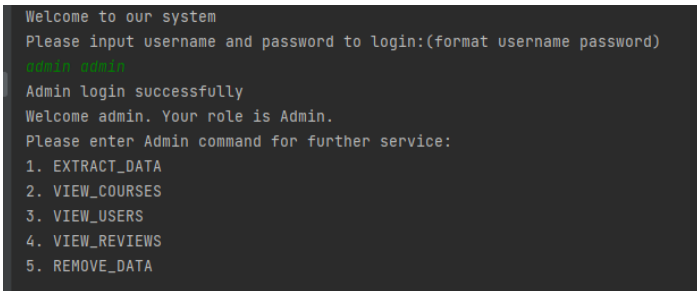 Welcome to our system
Please input username and password to login:(format username password)
admin admin
Admin login successfully
Welcome admin. Your role is Admin.
Please enter Admin command for further service:
1. EXTRACT_DATA
2. VIEW_COURSES
3. VIEW_USERS
4. VIEW_REVIEWS
5. REMOVE_DATA